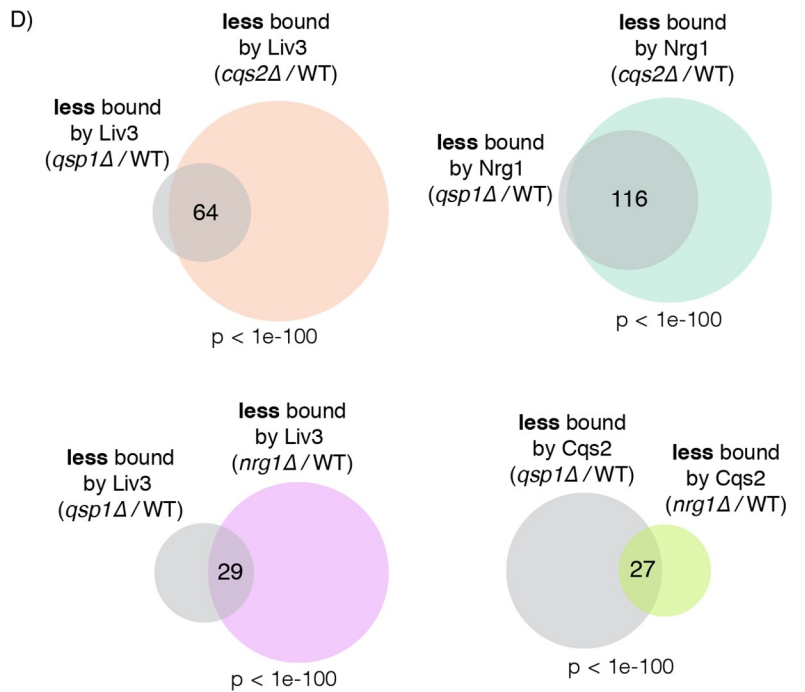 D)
less bound
by Liv3
(cqs2Δ/WT)
less bound
by Liv3
(qsp1Δ/WT)
64
p < 1e-100
less bound
by Nrg1
(cqs2Δ/WT)
less bound
by Nrg1
(qsp1Δ/WT)
116
p < 1e-100
less bound
by Liv3
(nrg1Δ/WT)
less bound
by Liv3
(qsp1Δ/WT)
29
p < 1e-100
less bound
by Cqs2
(qsp1Δ/WT)
less bound
by Cqs2
(nrg1Δ/WT)
27
p < 1e-100